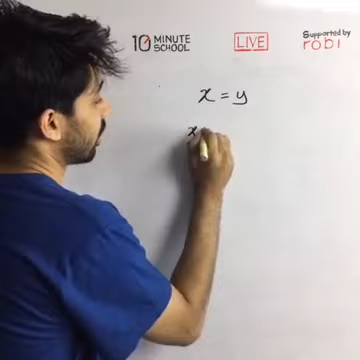 10 MINUTE SCHOOL
LIVE
Supported by
robi
x = y
x